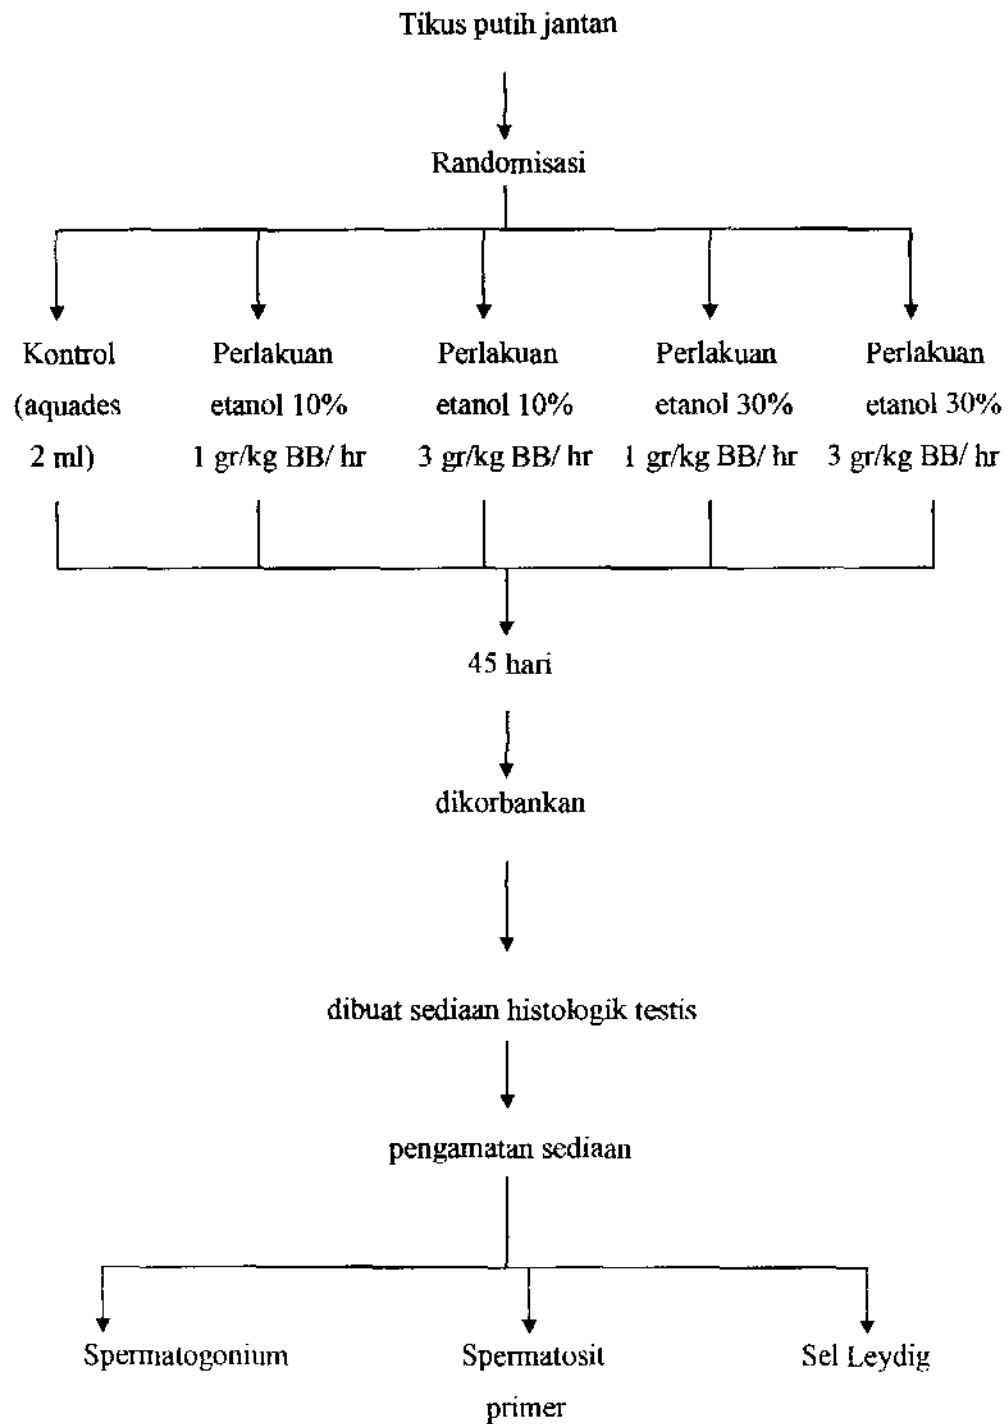 Tikus putih jantan
Randomisasi
Kontrol
(aquades
2 ml)
Perlakuan
etanol 10%
1 gr/kg BB/ hr
Perlakuan
etanol 10%
3 gr/kg BB/ hr
Perlakuan
etanol 30%
1 gr/kg BB/ hr
Perlakuan
etanol 30%
3 gr/kg BB/ hr
45 hari
dikorbankan
dibuat sediaan histologik testis
pengamatan sediaan
Spermatogonium
Spermatosit
primer
Sel Leydig